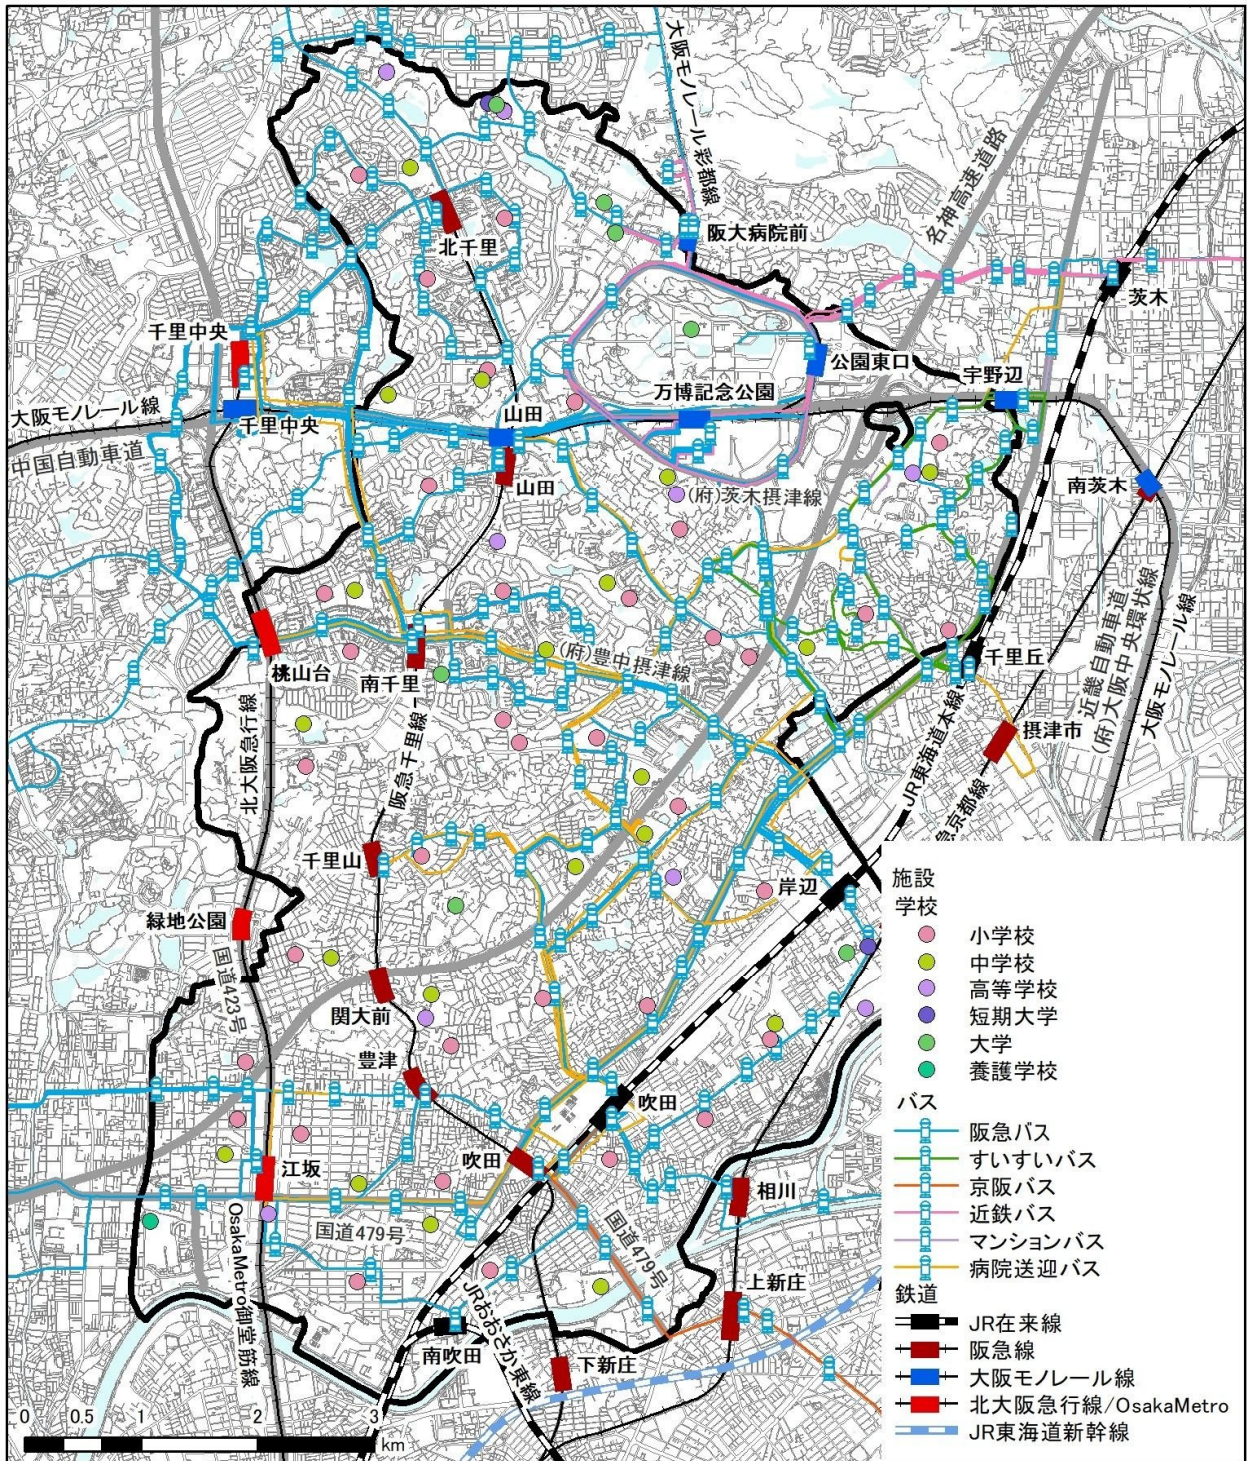 大阪モノレール彩都線
名神高速道路
阪大病院前
北千里
茨木
千里中央
公園東口
宇野辺
万博記念公園
大阪モノレール線
山田
千里中央
中国自動車道
山田
(府)茨木摂津線
南茨木
近畿自動車道
(府)大阪中央環状線
大阪モノレール線
千里丘
(府)豊中摂津線
桃山台
南千里
摂津市
北大阪急行線
阪急千里線
JR東海道本線
急京都線
千里山
岸辺
緑地公園
国道423号
関大前
豊津
吹田
吹田
江坂
相川
国道479号
国道479号
OsakaMetro御堂筋線
JRおおさか東線
上新庄
南吹田
下新庄
0 0.5 1 2 3
km
施設
学校
小学校
中学校
高等学校
短期大学
大学
養護学校
バス
阪急バス
すいすいバス
京阪バス
近鉄バス
マンションバス
病院送迎バス
鉄道
JR在来線
阪急線
大阪モノレール線
北大阪急行線/OsakaMetro
JR東海道新幹線